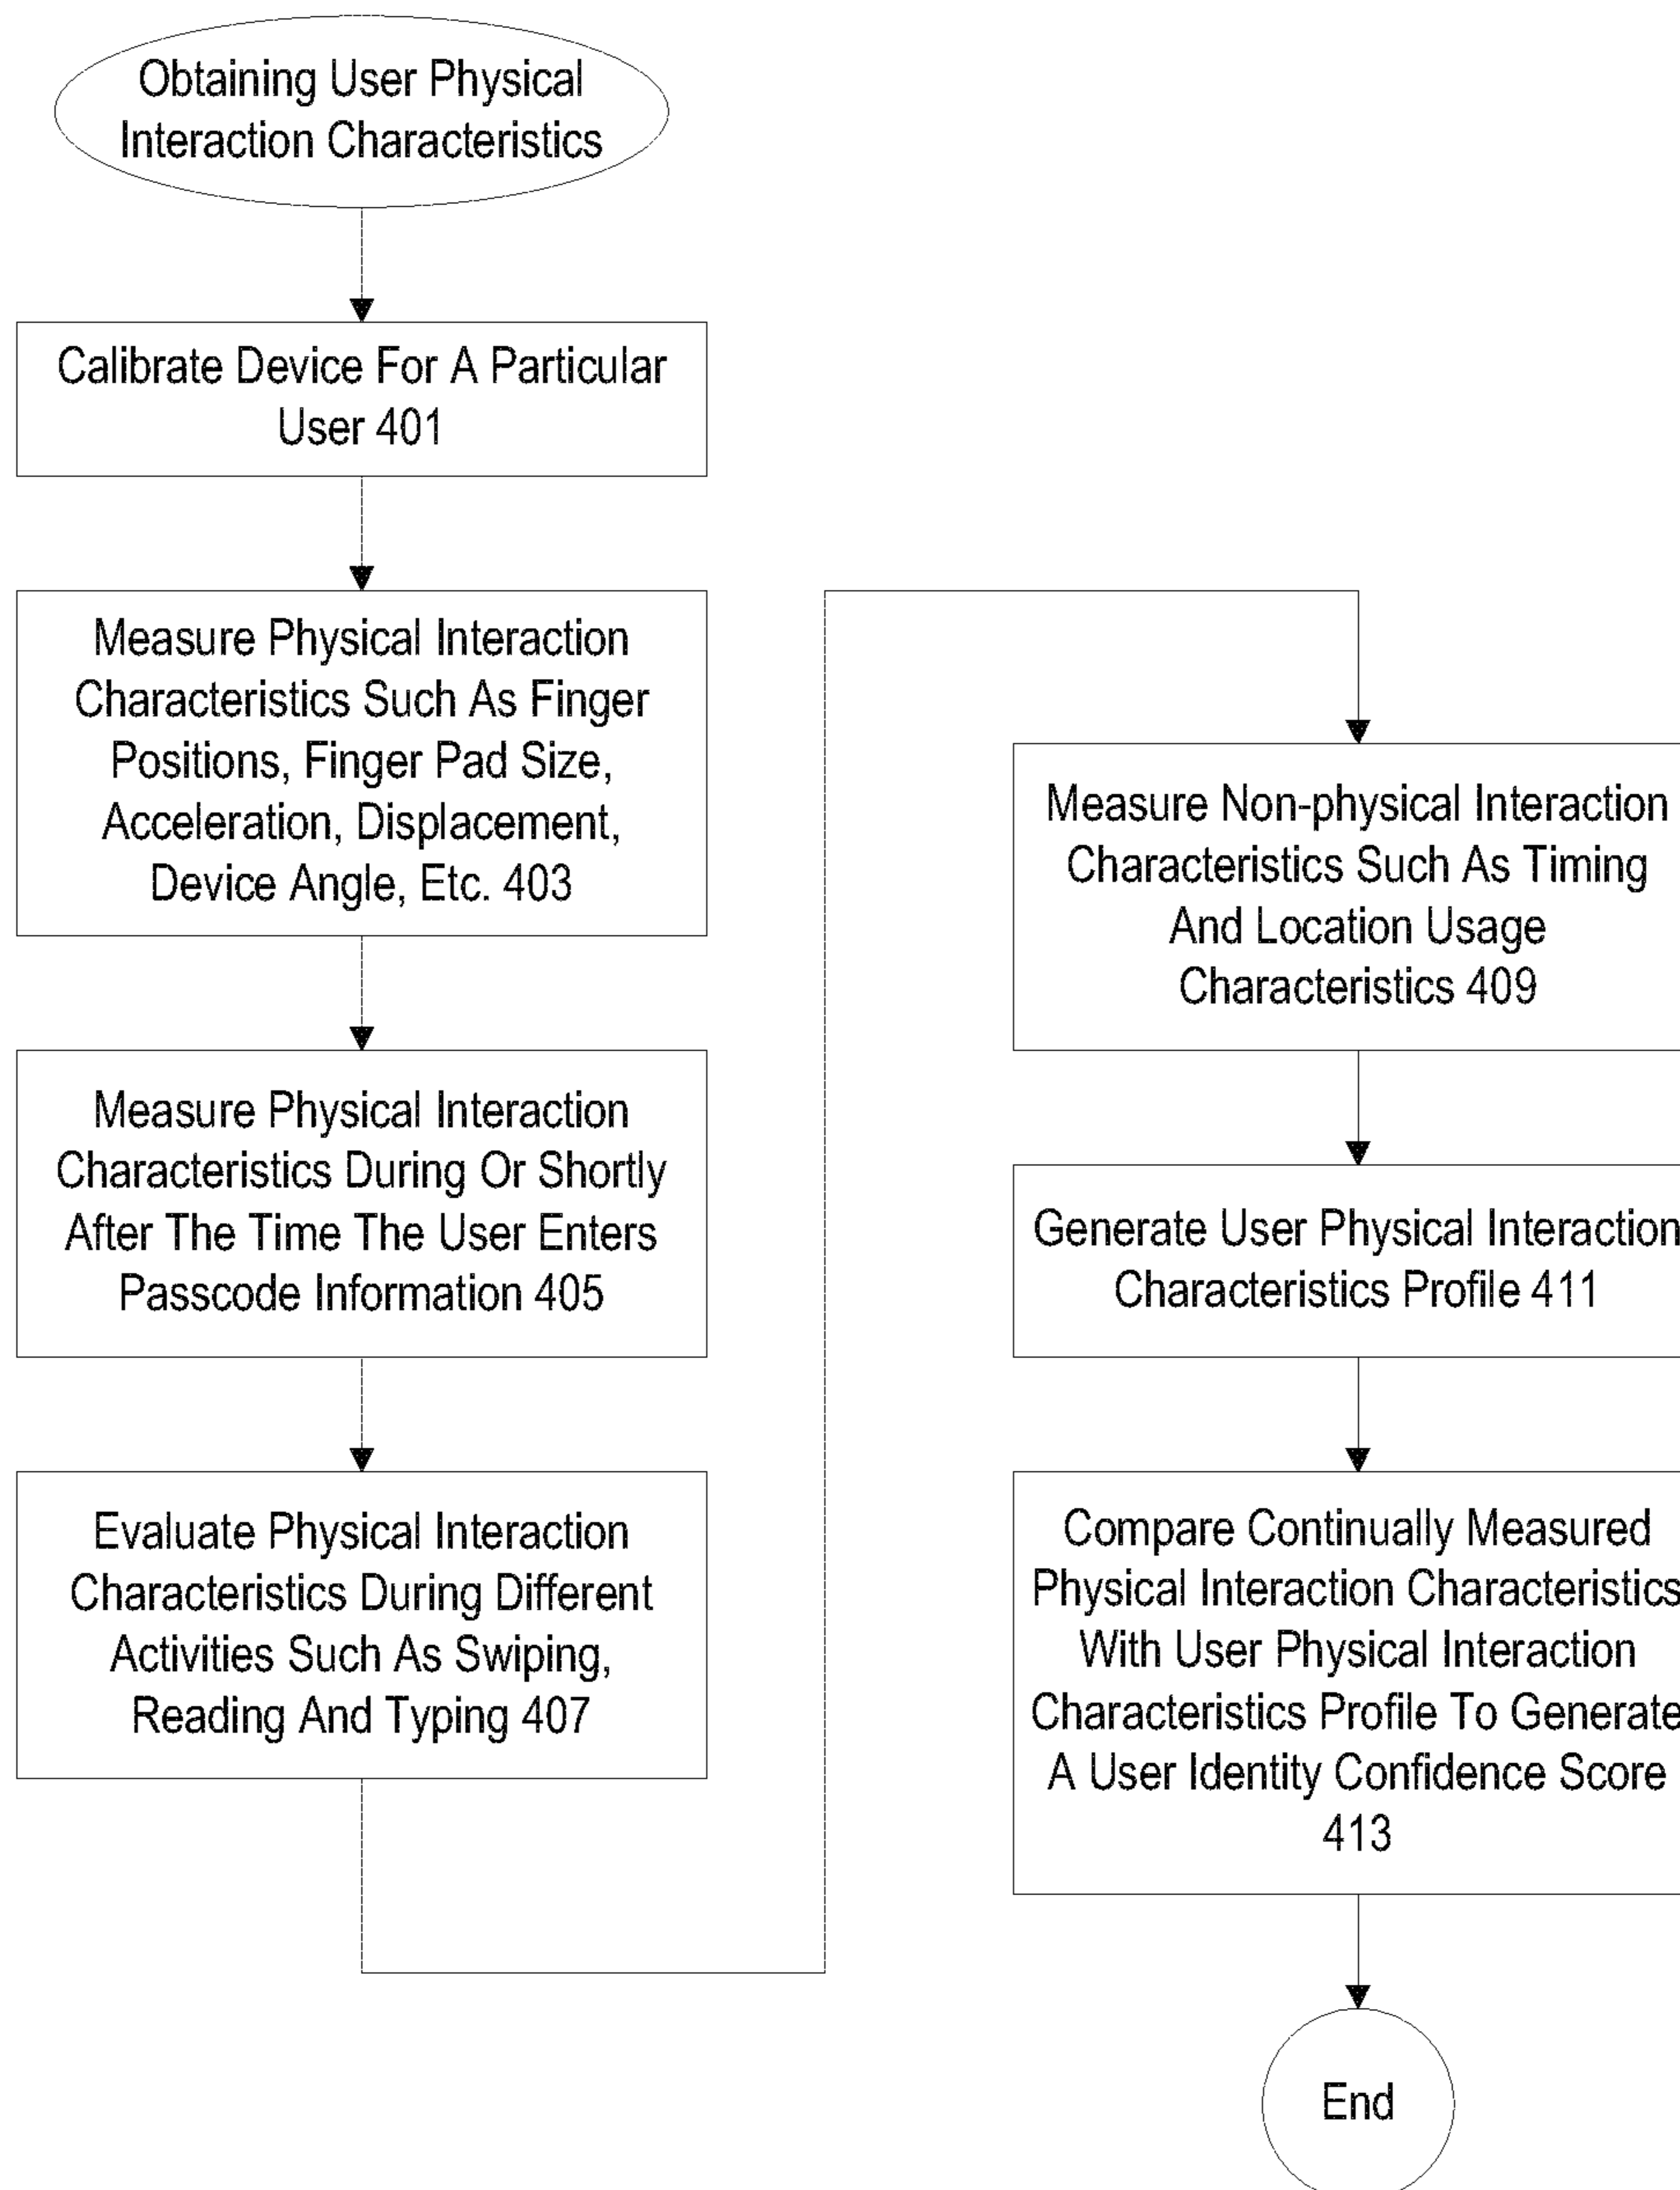 Obtaining User Physical
Interaction Characteristics
Calibrate Device For A Particular
User 401
Measure Physical Interaction
Characteristics Such As Finger
Positions, Finger Pad Size,
Acceleration, Displacement,
Device Angle, Etc. 403
Measure Physical Interaction
Characteristics During Or Shortly
After The Time The User Enters
Passcode Information 405
Evaluate Physical Interaction
Characteristics During Different
Activities Such As Swiping,
Reading And Typing 407
Measure Non-physical Interaction
Characteristics Such As Timing
And Location Usage
Characteristics 409
Generate User Physical Interaction
Characteristics Profile 411
Compare Continually Measured
Physical Interaction Characteristics
With User Physical Interaction
Characteristics Profile To Generate
A User Identity Confidence Score
413
End